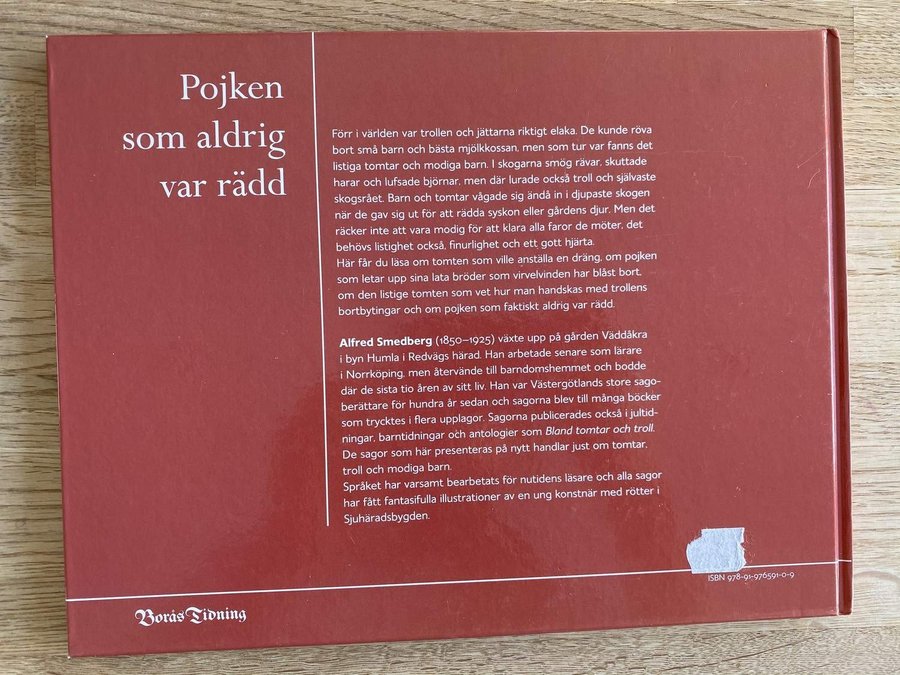 Pojken
som aldrig
var rädd
Förr i världen var trollen och jättarna riktigt elaka. De kunde röva
bort små barn och bästa mjölkkossan, men som tur var fanns det
listiga tomtar och modiga barn. I skogarna smög rävar, skuttade
harar och lufsade björnar, men där lurade också troll och självaste
skogsrået. Barn och tomtar vågade sig ändå in i djupaste skogen
när de gav sig ut för att rädda syskon eller gårdens djur. Men det
räcker inte att vara modig för att klara alla faror de möter, det
behövs listighet också, finurlighet och ett gott hjärta.
Här får du läsa om tomten som ville anställa en dräng, om pojken
som letar upp sina lata bröder som virvelvinden har blåst bort,
om den listige tomten som vet hur man handskas med trollens
bortbytingar och om pojken som faktiskt aldrig var rädd.
Alfred Smedberg (1850–1925) växte upp på gården Väddåkra
i byn Humla i Redvägs härad. Han arbetade senare som lärare
i Norrköping, men återvände till barndomshemmet och bodde
där de sista tio åren av sitt liv. Han var Västergötlands store sago-
berättare för hundra år sedan och sagorna blev till många böcker
som trycktes i flera upplagor. Sagorna publicerades också i jultid-
ningar, barntidningar och antologier som Bland tomtar och troll.
De sagor som här presenteras på nytt handlar just om tomtar,
troll och modiga barn.
Språket har varsamt bearbetats för nutidens läsare och alla sagor
har fått fantasifulla illustrationer av en ung konstnär med rötter i
Sjuhäradsbygden.
ISBN 978-91-976591-0-9
Borås Tidning